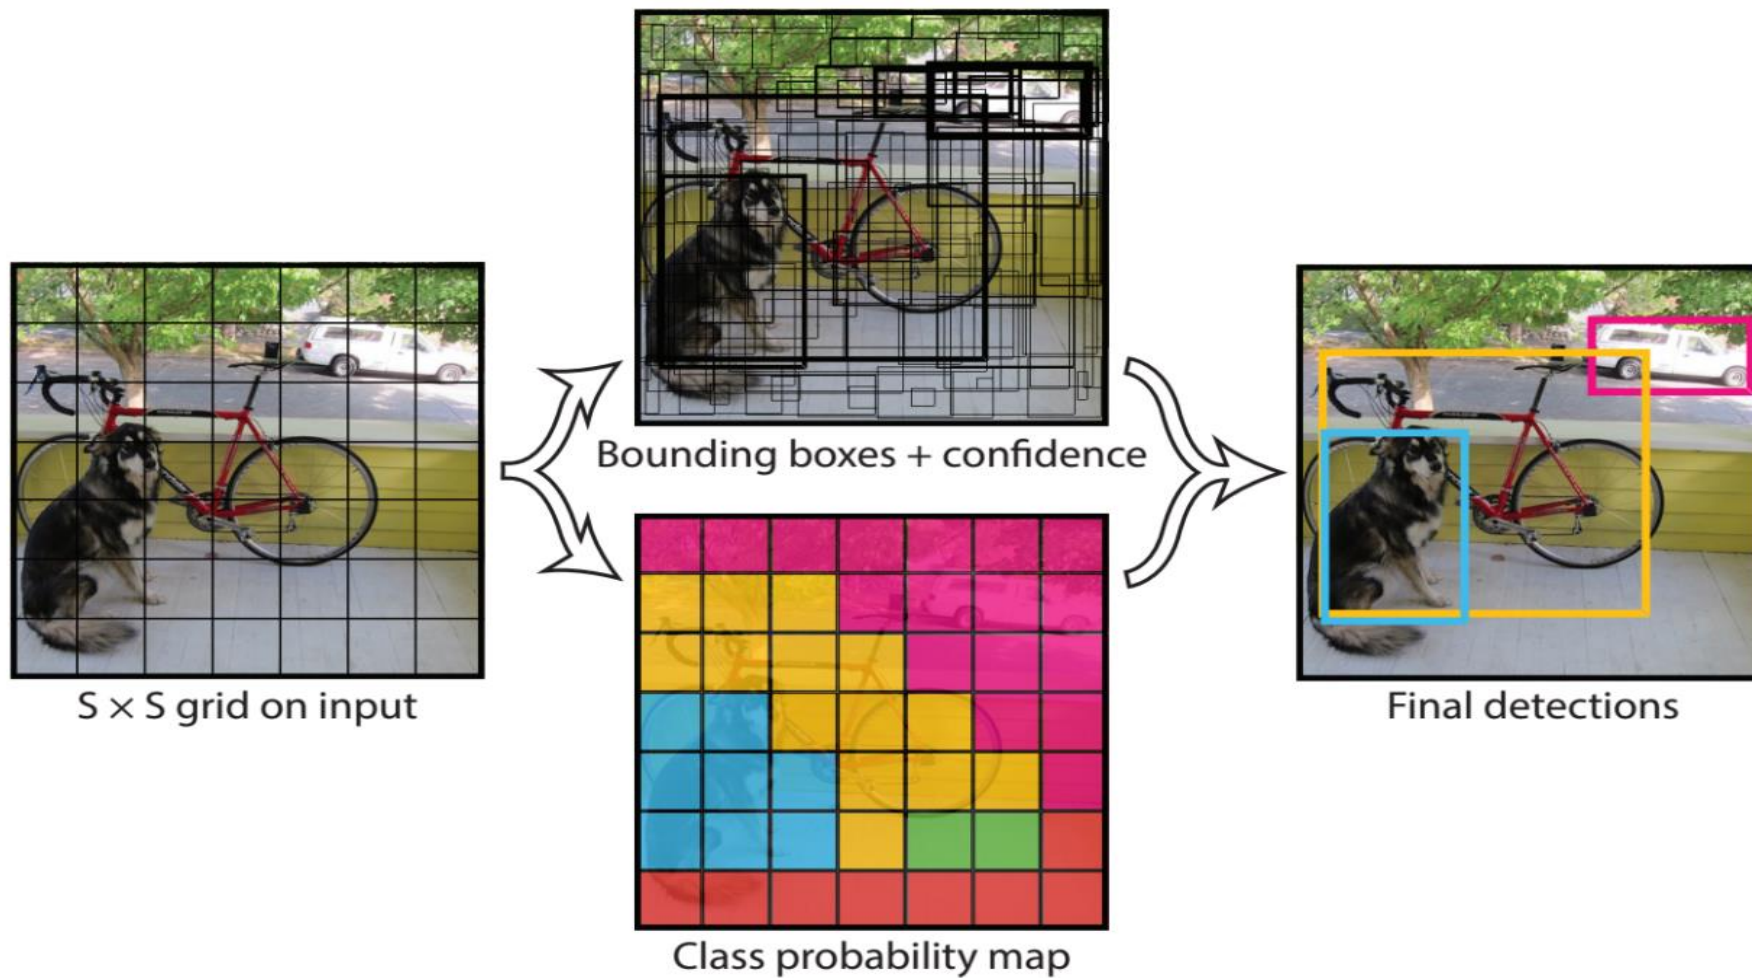 S × S grid on input
Bounding boxes + confidence
Class probability map
Final detections